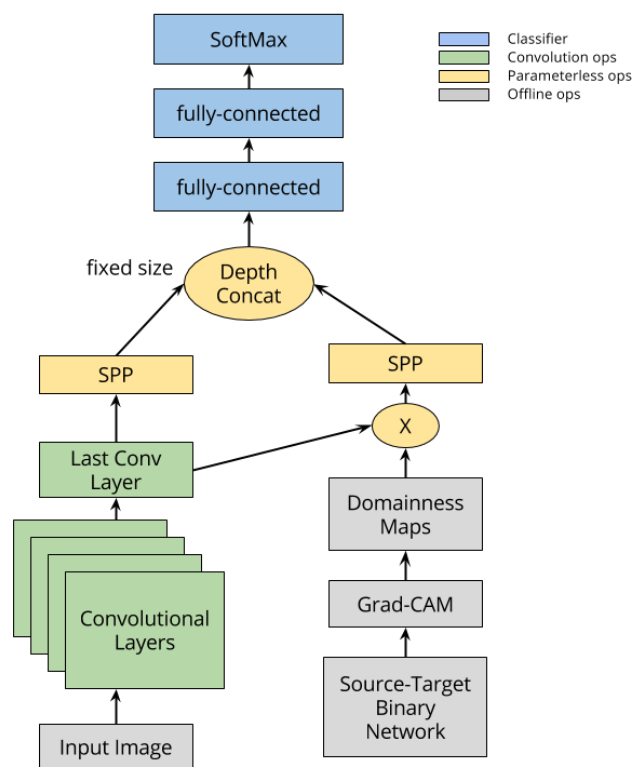 SoftMax
fully-connected
fully-connected
fixed size
Depth
Concat
SPP
SPP
X
Last Conv
Layer
Domainness
Maps
Convolutional
Layers
Grad-CAM
Source-Target
Binary
Network
Input Image
Classifier
Convolution ops
Parameterless ops
Offline ops